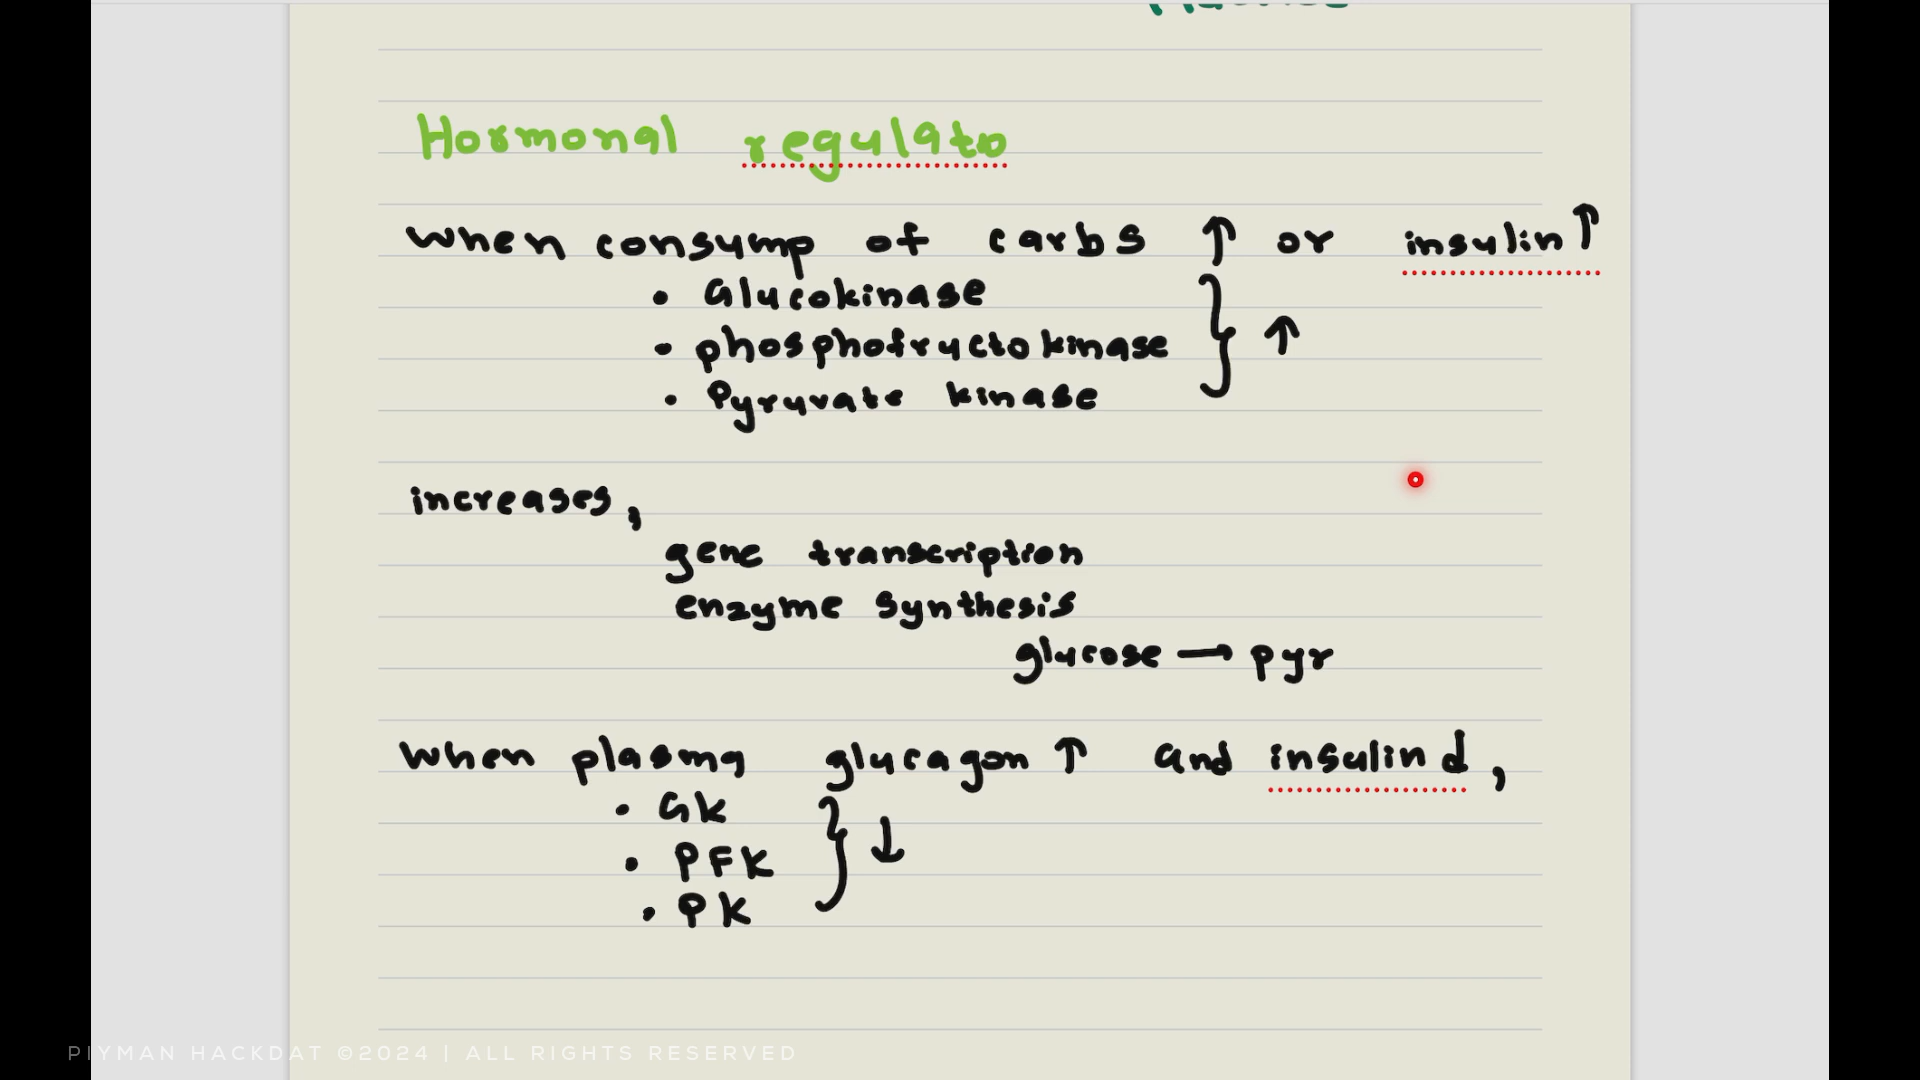 Hormonal regulato
when consump of carbs ↑ or insulin ↑
• Glucokinase
• phosphofructokinase
• Pyruvate kinase } ↑
increases,
gene transcription
enzyme synthesis
glucose → pyr
when plasma glucagon ↑ and insulin d,
• GK
• PFK } ↓
• PK
PIYMAN HACKDAT ©2024 | ALL RIGHTS RESERVED